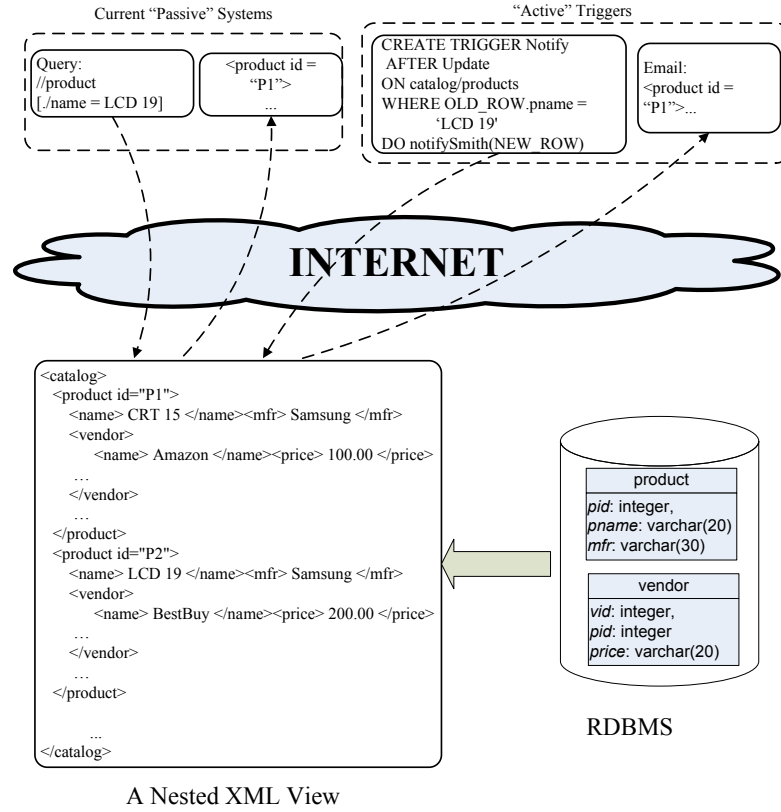 Current “Passive” Systems
“Active” Triggers
Query:
//product
[./name = LCD 19]
<product id =
“P1”>
...
CREATE TRIGGER Notify
AFTER Update
ON catalog/products
WHERE OLD_ROW.pname =
‘LCD 19'
DO notifySmith(NEW_ROW)
Email:
<product id =
“P1”>...
INTERNET
<catalog>
<product id="P1">
<name> CRT 15 </name><mfr> Samsung </mfr>
<vendor>
<name> Amazon </name><price> 100.00 </price>
…
</vendor>
…
</product>
<product id="P2">
<name> LCD 19 </name><mfr> Samsung </mfr>
<vendor>
<name> BestBuy </name><price> 200.00 </price>
…
</vendor>
…
</product>
...
</catalog>
product
pid: integer,
pname: varchar(20)
mfr: varchar(30)
vendor
vid: integer,
pid: integer
price: varchar(20)
RDBMS
A Nested XML View